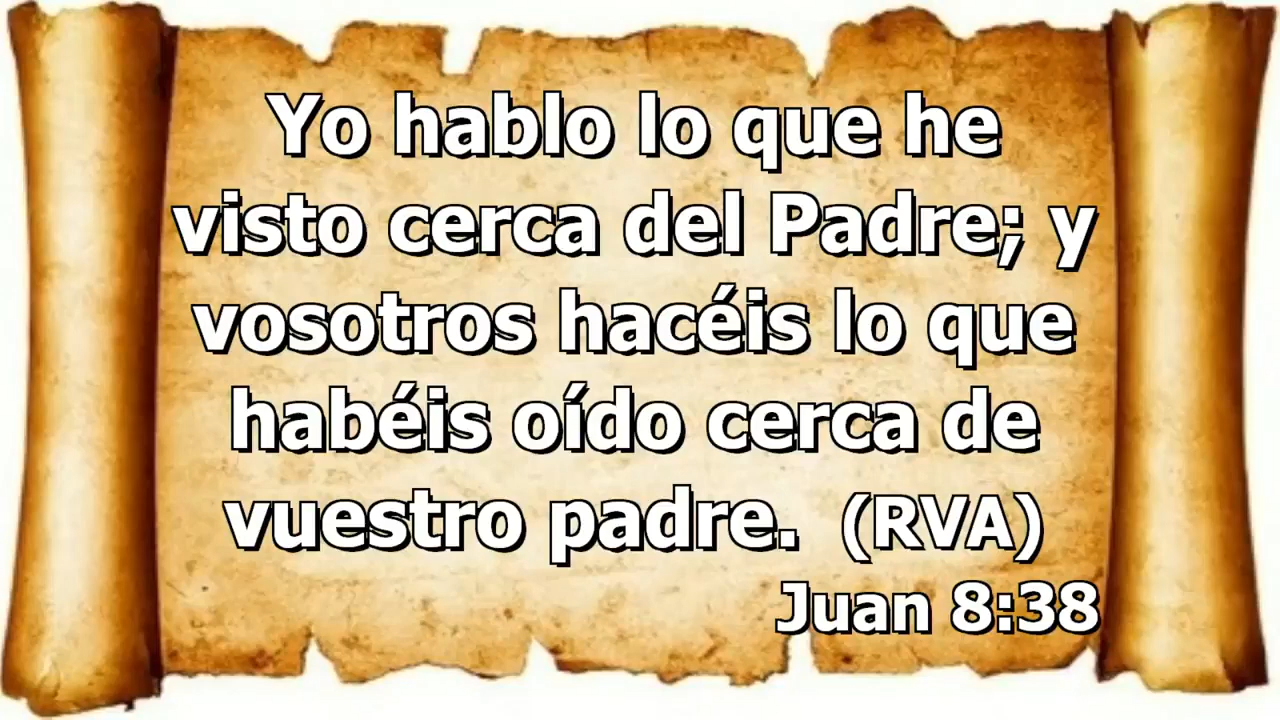 Yo hablo lo que he
visto cerca del Padre; y
vosotros hacéis lo que
habéis oído cerca de
vuestro padre. (RVA)
Juan 8:38